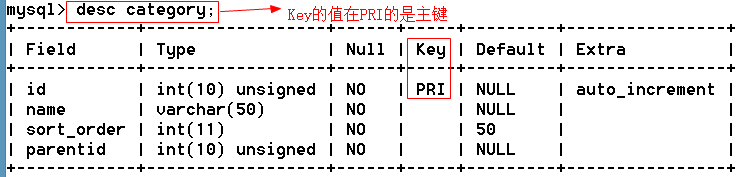 mysql> desc category;
Key的值在PRI的是主键
+------------+------------------+------+-----+---------+----------------+
| Field | Type | Null | Key | Default | Extra |
+------------+------------------+------+-----+---------+----------------+
| id | int(10) unsigned | NO | PRI | NULL | auto_increment |
| name | varchar(50) | NO | | NULL | |
| sort_order | int(11) | NO | | 50 | |
| parentid | int(10) unsigned | NO | | NULL | |
+------------+------------------+------+-----+---------+----------------+